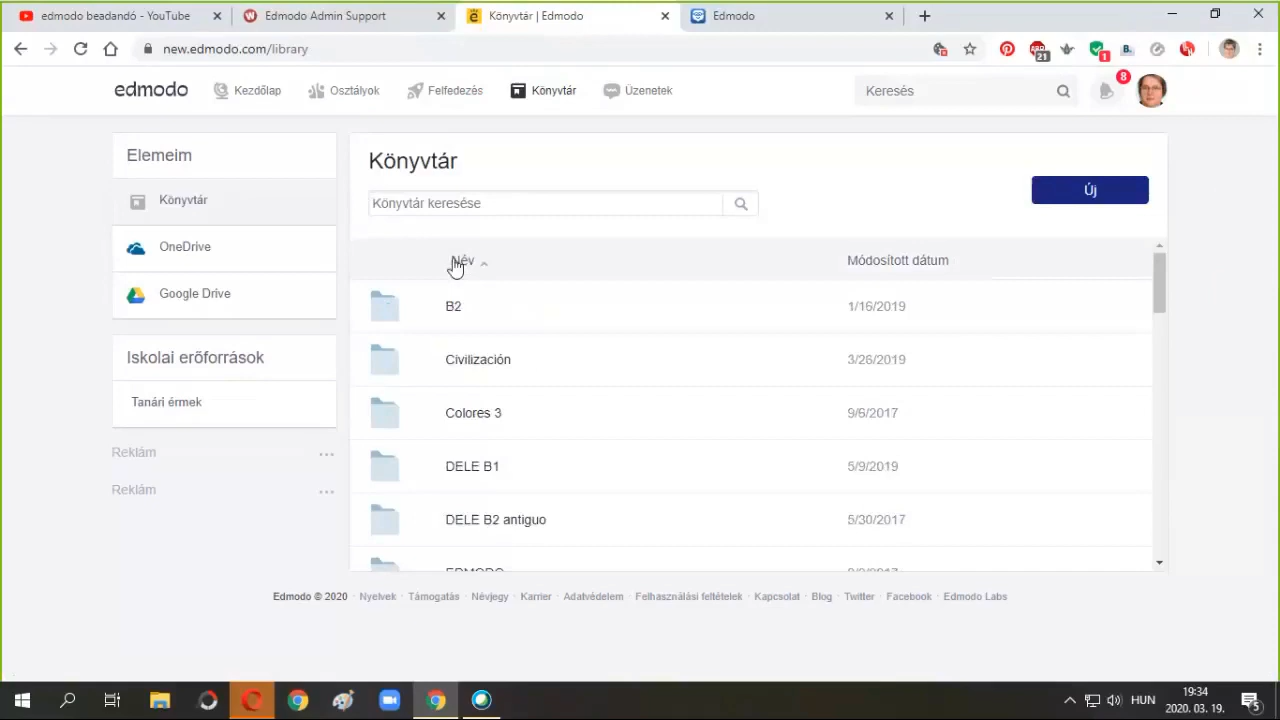 edmodo beadandó - YouTube
Edmodo Admin Support
Könyvtár | Edmodo
Edmodo
new.edmodo.com/library
21
1
edmodo
Kezdőlap
Osztályok
Felfedezés
Könyvtár
Üzenetek
Keresés
8
Elemeim
Könyvtár
OneDrive
Google Drive
Iskolai erőforrások
Tanári érmek
Reklám
Reklám
Könyvtár
Könyvtár keresése
Új
Név
Módosított dátum
B2
1/16/2019
Civilización
3/26/2019
Colores 3
9/6/2017
DELE B1
5/9/2019
DELE B2 antiguo
5/30/2017
EDMODO
Edmodo © 2020 · Nyelvek · Támogatás · Névjegy · Karrier · Adatvédelem · Felhasználási feltételek · Kapcsolat · Blog · Twitter · Facebook · Edmodo Labs
HUN
19:34
2020. 03. 19.
5